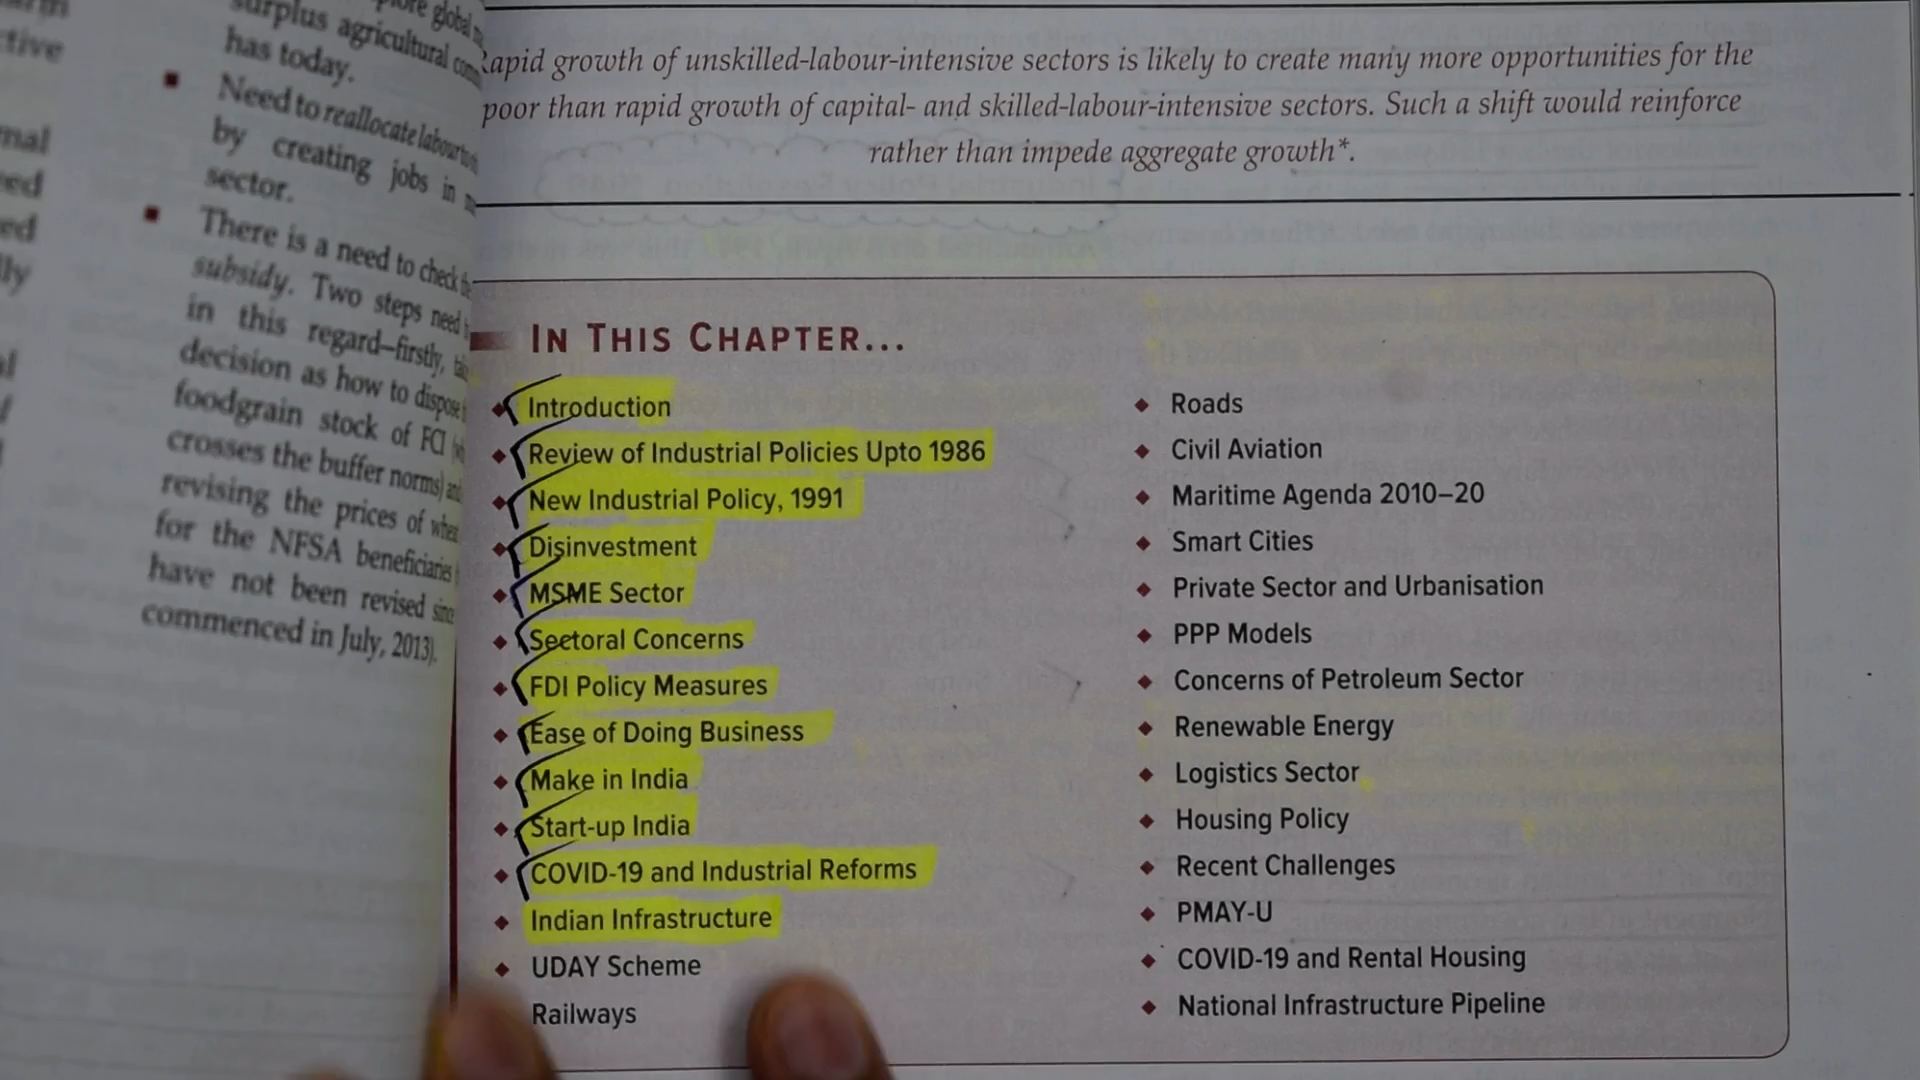 surplus agricultural
has today.
Need to reallocate labour
by creating jobs in
sector.
There is a need to check
subsidy. Two steps need
in this regard–firstly,
decision as how to dispose
foodgrain stock of FCI
crosses the buffer norms)
revising the prices of
for the NFSA beneficiaries
have not been revised
commenced in July, 2013).
Rapid growth of unskilled-labour-intensive sectors is likely to create many more opportunities for the
poor than rapid growth of capital- and skilled-labour-intensive sectors. Such a shift would reinforce
rather than impede aggregate growth*.
IN THIS CHAPTER...
Introduction
Review of Industrial Policies Upto 1986
New Industrial Policy, 1991
Disinvestment
MSME Sector
Sectoral Concerns
FDI Policy Measures
Ease of Doing Business
Make in India
Start-up India
COVID-19 and Industrial Reforms
Indian Infrastructure
UDAY Scheme
Railways
Roads
Civil Aviation
Maritime Agenda 2010–20
Smart Cities
Private Sector and Urbanisation
PPP Models
Concerns of Petroleum Sector
Renewable Energy
Logistics Sector
Housing Policy
Recent Challenges
PMAY-U
COVID-19 and Rental Housing
National Infrastructure Pipeline